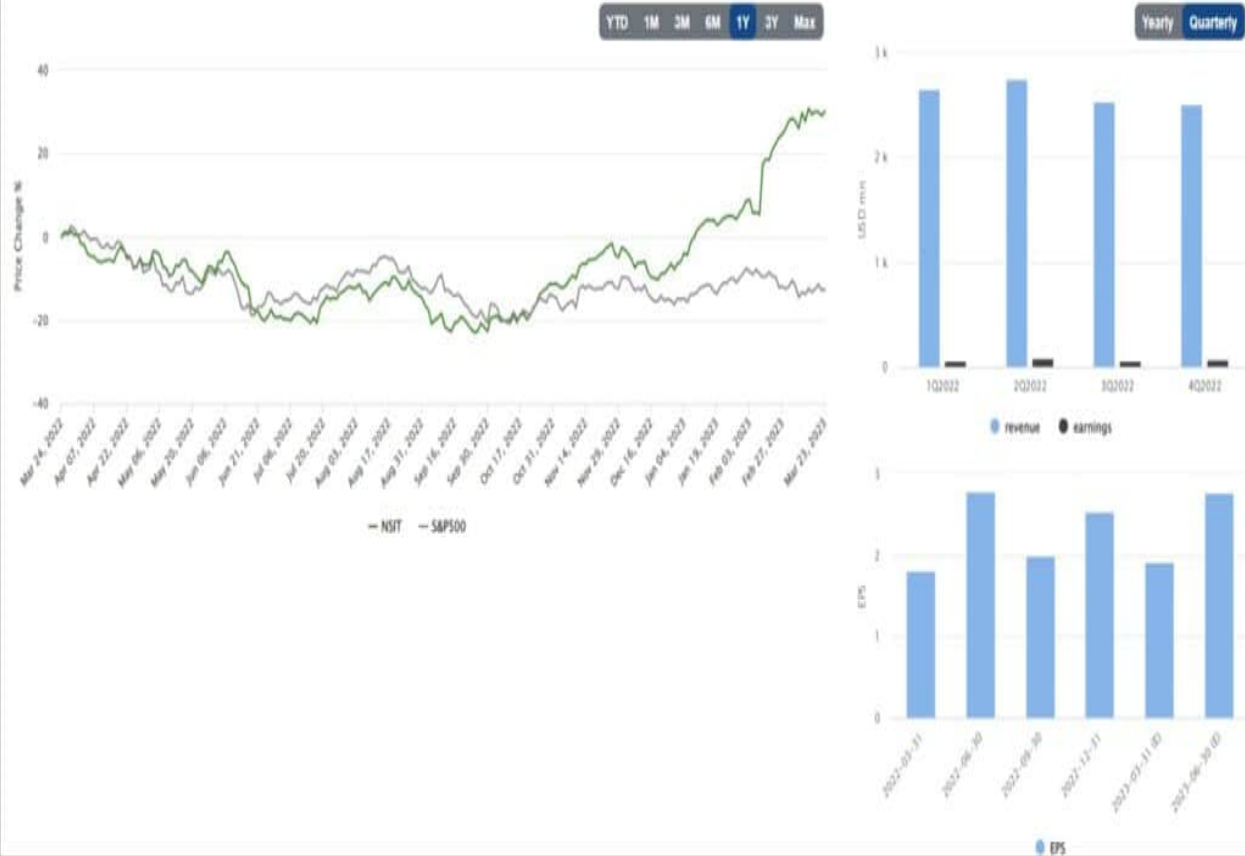 YTD 1M 3M 6M 1Y 3Y Max
Price Change %
40
20
0
-20
-40
Mar 24, 2022
Apr 07, 2022
Apr 22, 2022
May 06, 2022
May 20, 2022
Jun 06, 2022
Jun 21, 2022
Jul 06, 2022
Jul 20, 2022
Aug 03, 2022
Aug 17, 2022
Aug 31, 2022
Sep 16, 2022
Sep 30, 2022
Oct 17, 2022
Oct 31, 2022
Nov 14, 2022
Nov 29, 2022
Dec 16, 2022
Jan 04, 2023
Jan 19, 2023
Feb 03, 2023
Feb 27, 2023
Mar 23, 2023
NSIT S&P500
Yearly Quarterly
USD mn
3 k
2 k
1 k
0
1Q2022 2Q2022 3Q2022 4Q2022
revenue earnings
EPS
3
2
1
0
2022-03-31
2022-06-30
2022-09-30
2022-12-31
2023-03-31 (E)
2023-06-30 (E)
EPS